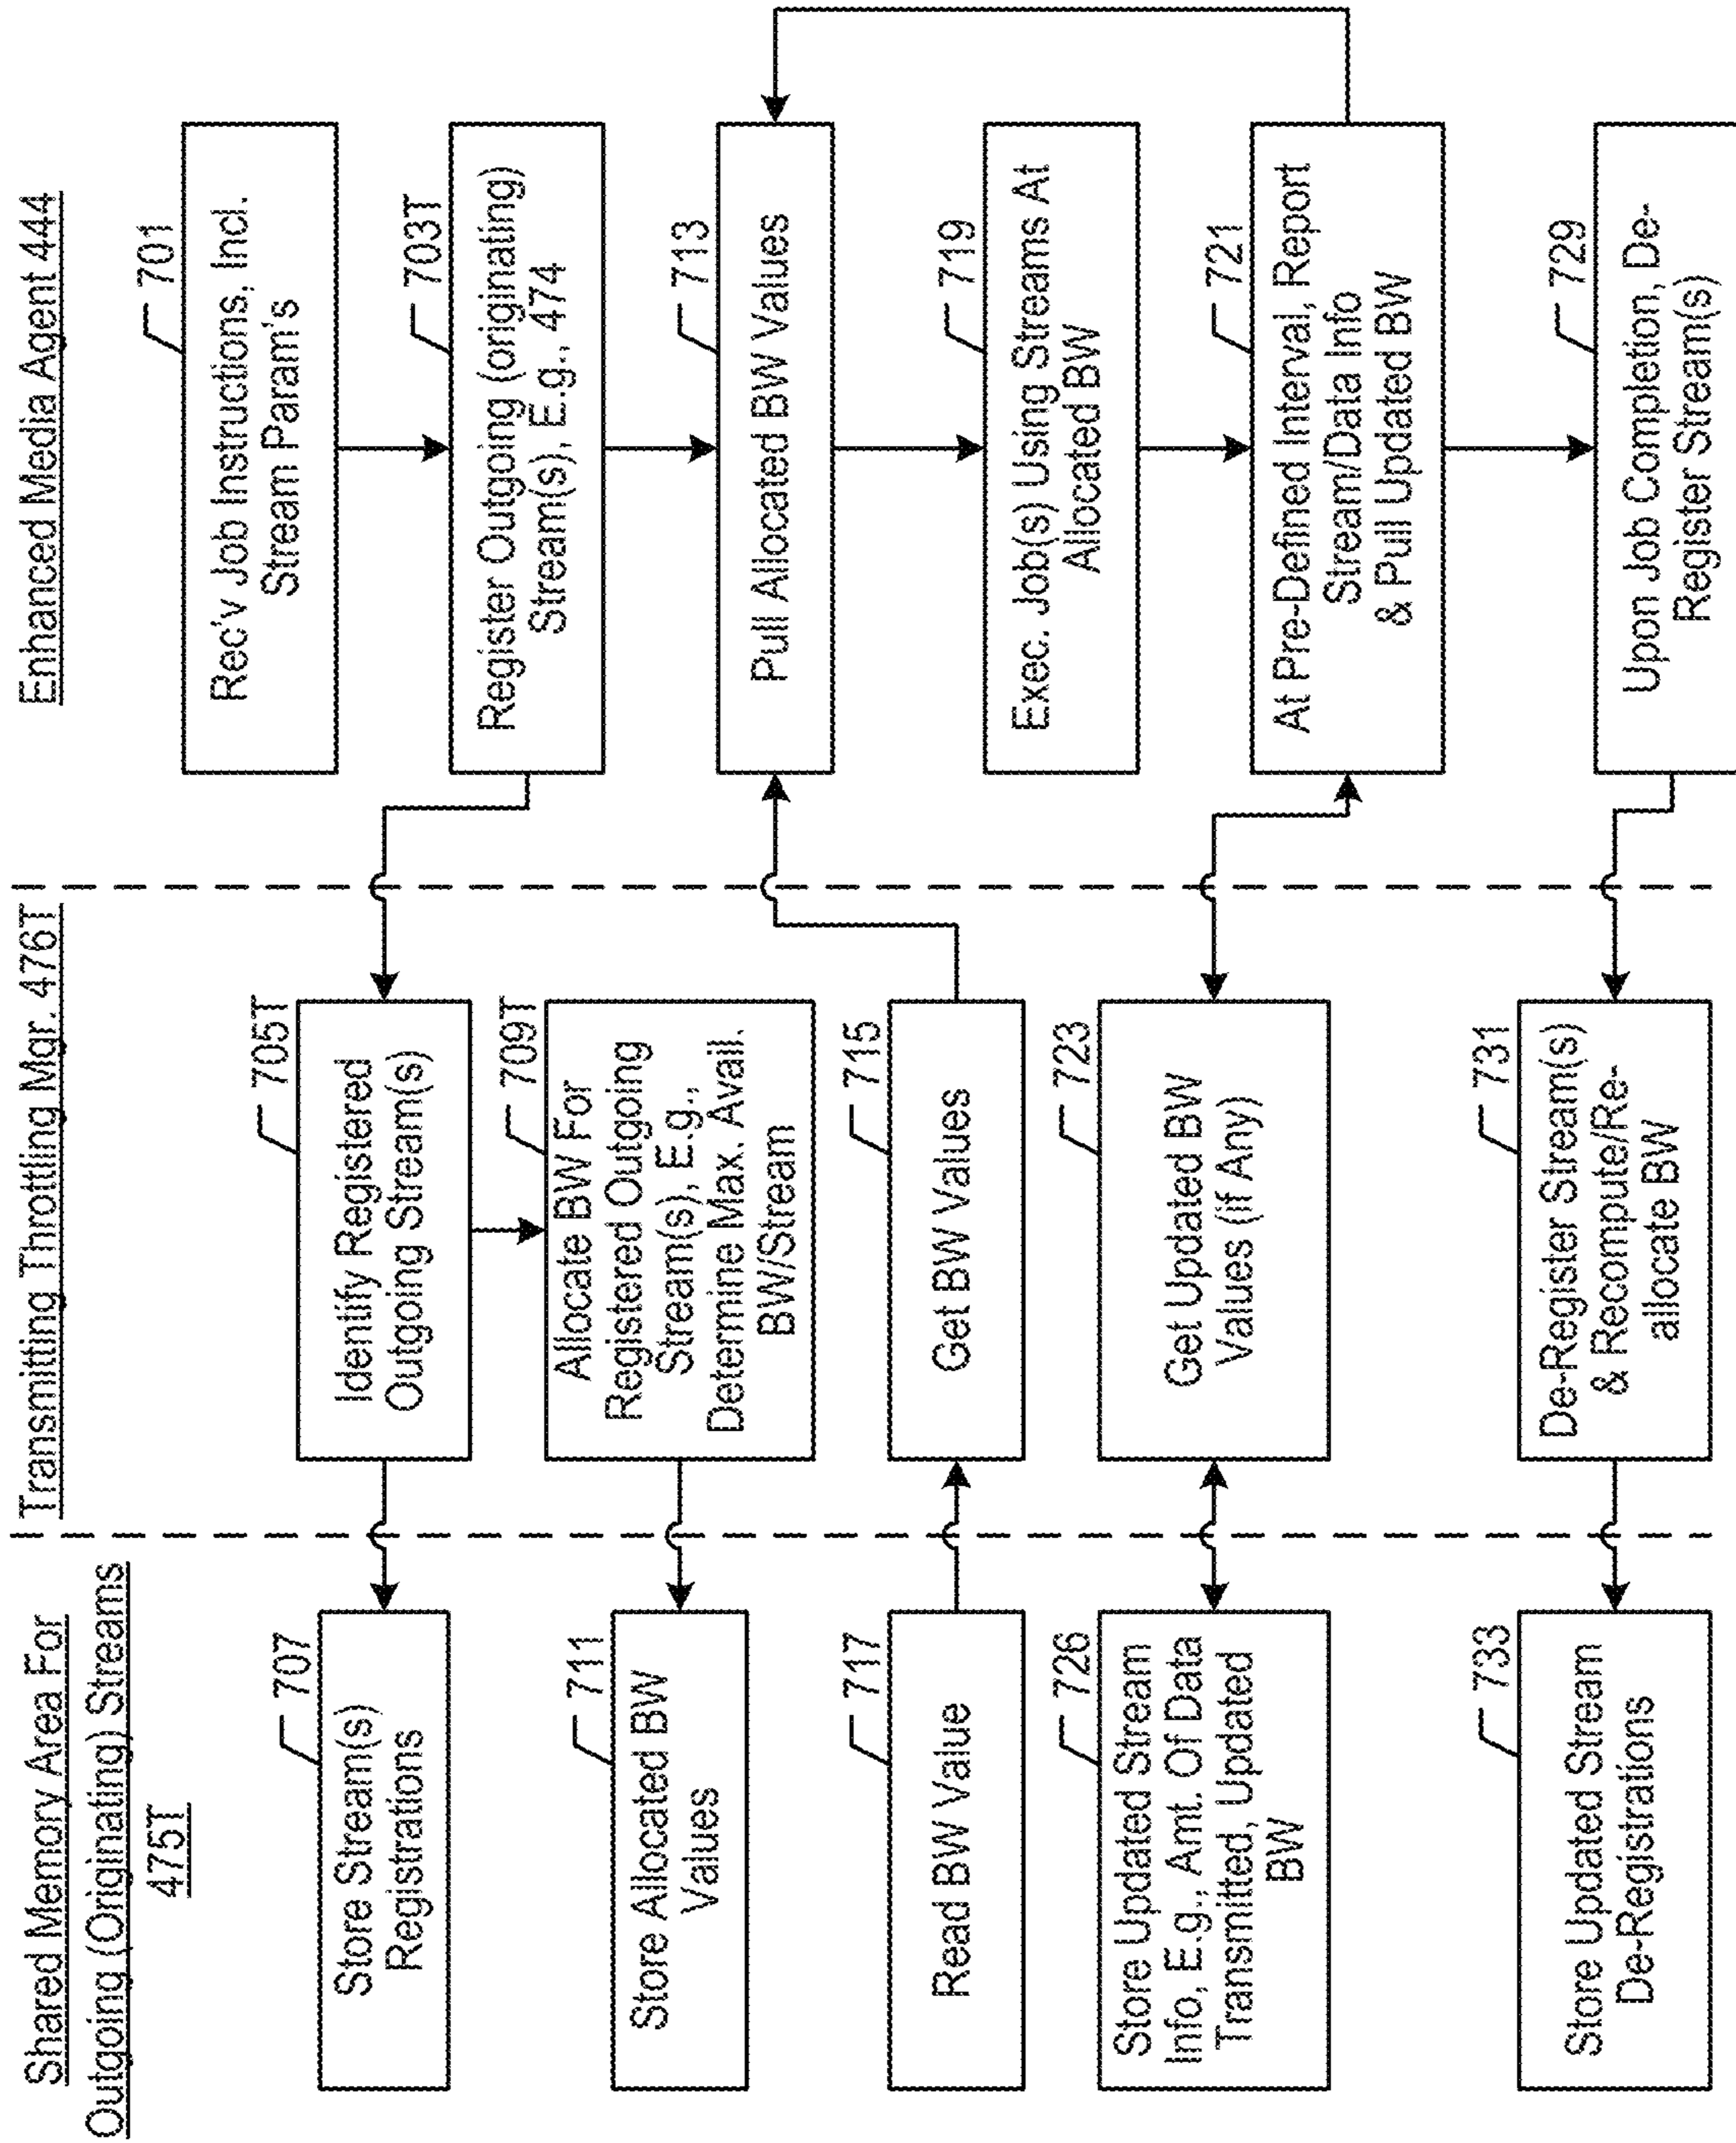 Shared Memory Area For
Outgoing (Originating) Streams
475T
707
Store Stream(s)
Registrations
711
Store Allocated BW
Values
717
Read BW Value
726
Store Updated Stream
Info, E.g., Amt. Of Data
Transmitted, Updated
BW
733
Store Updated Stream
De-Registrations
Transmitting Throttling Mgr. 476T
705T
Identify Registered
Outgoing Stream(s)
709T
Allocate BW For
Registered Outgoing
Stream(s), E.g.,
Determine Max. Avail.
BW/Stream
715
Get BW Values
723
Get Updated BW
Values (if Any)
731
De-Register Stream(s)
& Recompute/Re-
allocate BW
Enhanced Media Agent 444
701
Rec'v Job Instructions, Incl.
Stream Param's
703T
Register Outgoing (originating)
Stream(s), E.g., 474
713
Pull Allocated BW Values
719
Exec. Job(s) Using Streams At
Allocated BW
721
At Pre-Defined Interval, Report
Stream/Data Info
& Pull Updated BW
729
Upon Job Completion, De-
Register Stream(s)